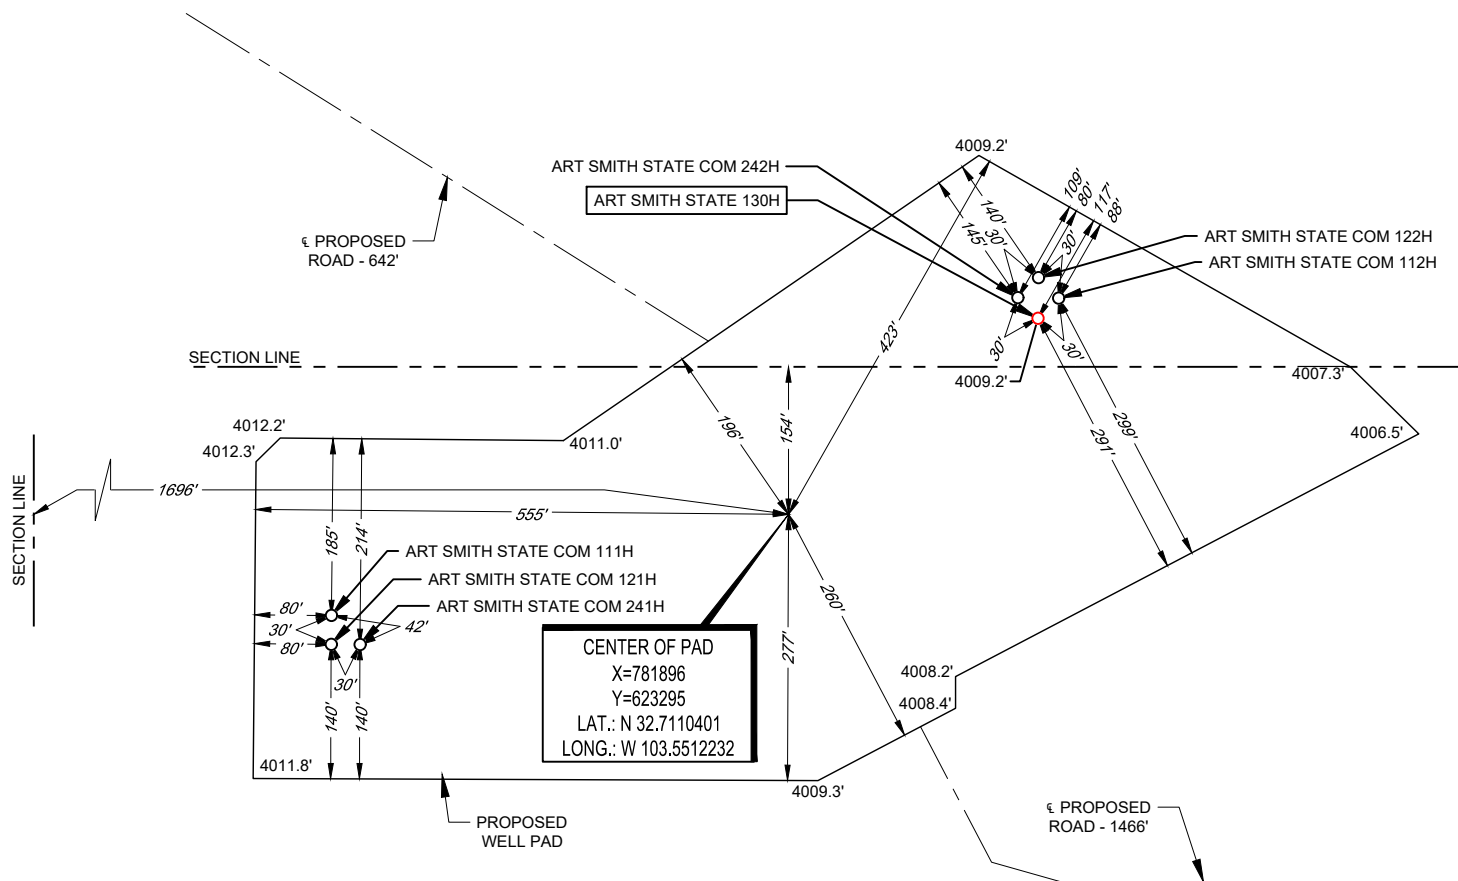 4009.2'
ART SMITH STATE COM 242H
ART SMITH STATE 130H
109'
80'
117'
88'
140'
30'
145'
30'
ART SMITH STATE COM 122H
ART SMITH STATE COM 112H
℄ PROPOSED
ROAD - 642'
423'
30'
30'
SECTION LINE
4009.2'
4007.3'
4012.2'
4012.3'
4011.0'
196'
154'
4006.5'
291'
299'
SECTION LINE
1696'
555'
185'
214'
ART SMITH STATE COM 111H
ART SMITH STATE COM 121H
ART SMITH STATE COM 241H
80'
30'
80'
42'
30'
140'
140'
260'
277'
CENTER OF PAD
X=781896
Y=623295
LAT.: N 32.7110401
LONG.: W 103.5512232
4008.2'
4008.4'
4011.8'
4009.3'
PROPOSED
WELL PAD
℄ PROPOSED
ROAD - 1466'